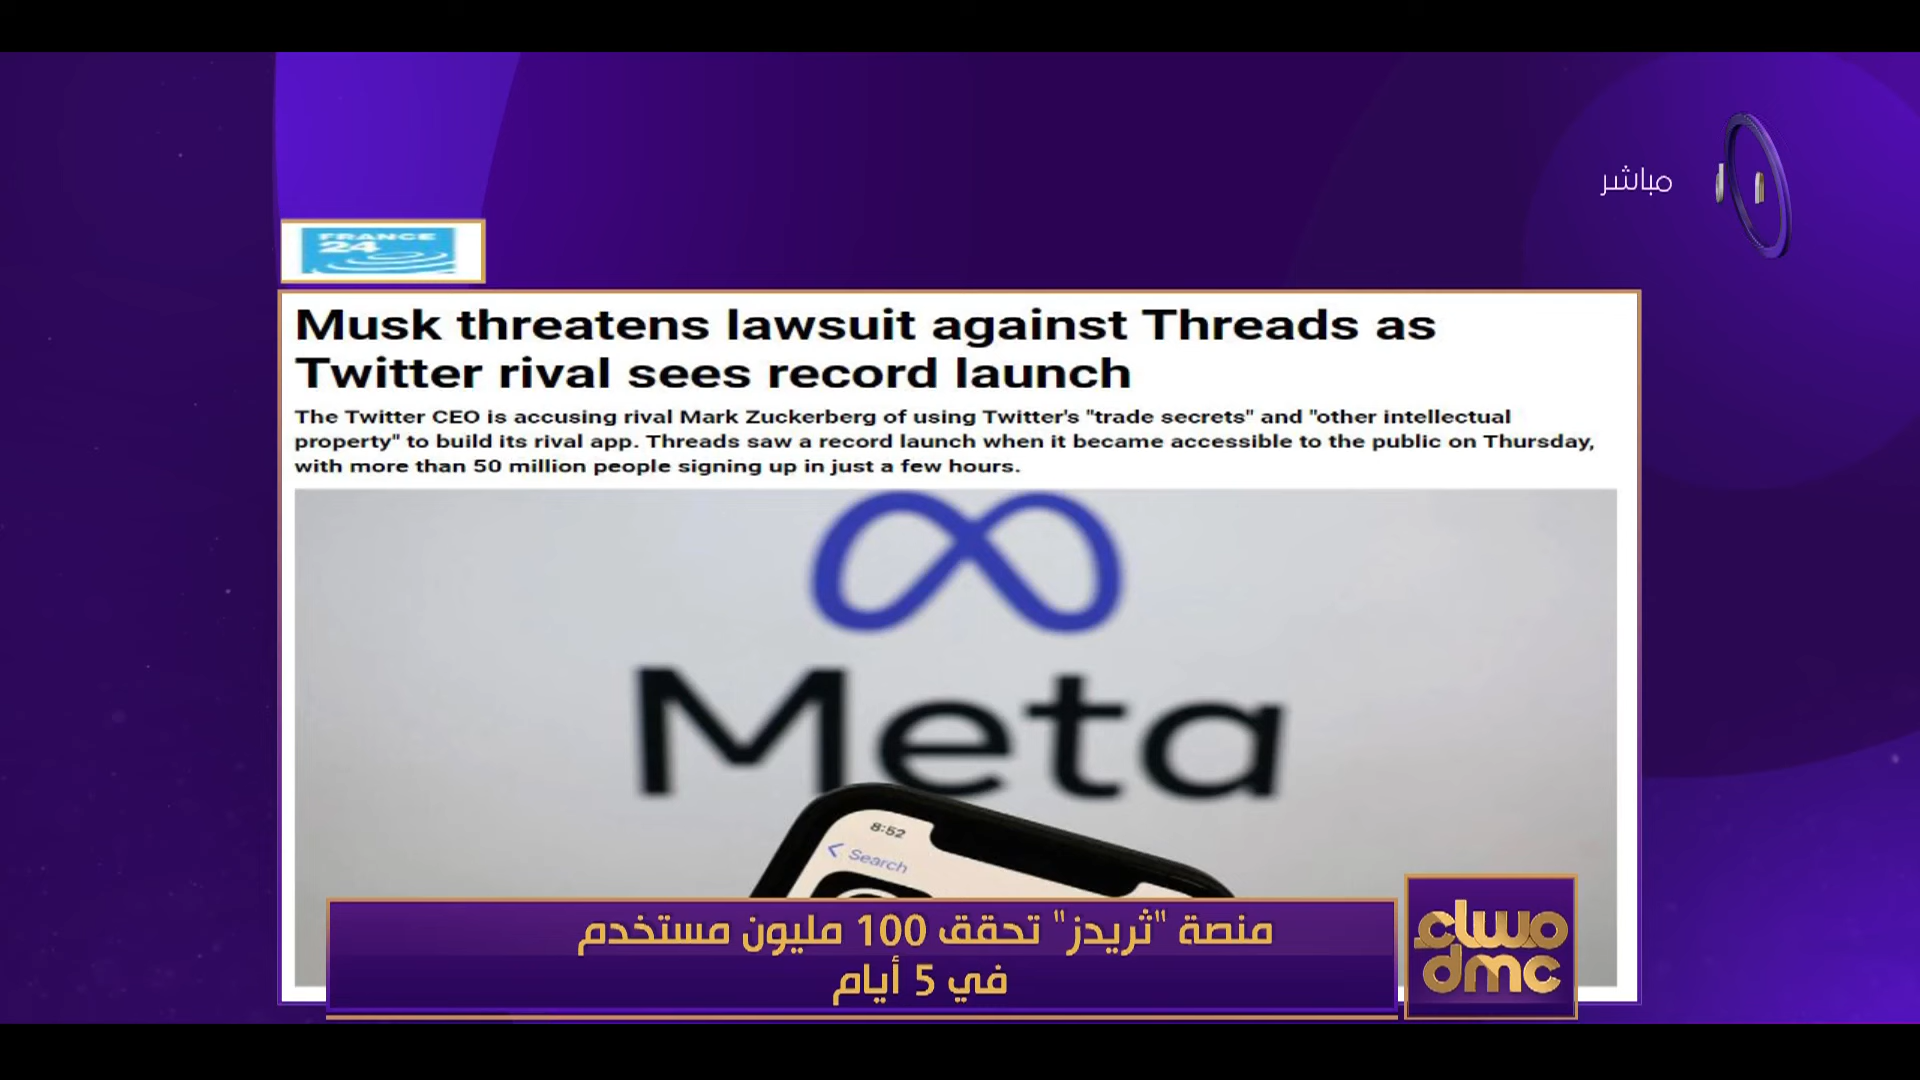 مباشر
FRANCE
24
Musk threatens lawsuit against Threads as
Twitter rival sees record launch
The Twitter CEO is accusing rival Mark Zuckerberg of using Twitter's "trade secrets" and "other intellectual
property" to build its rival app. Threads saw a record launch when it became accessible to the public on Thursday,
with more than 50 million people signing up in just a few hours.
Meta
8:52
< Search
منصة "ثريدز" تحقق 100 مليون مستخدم
في 5 أيام
مساء
dmc